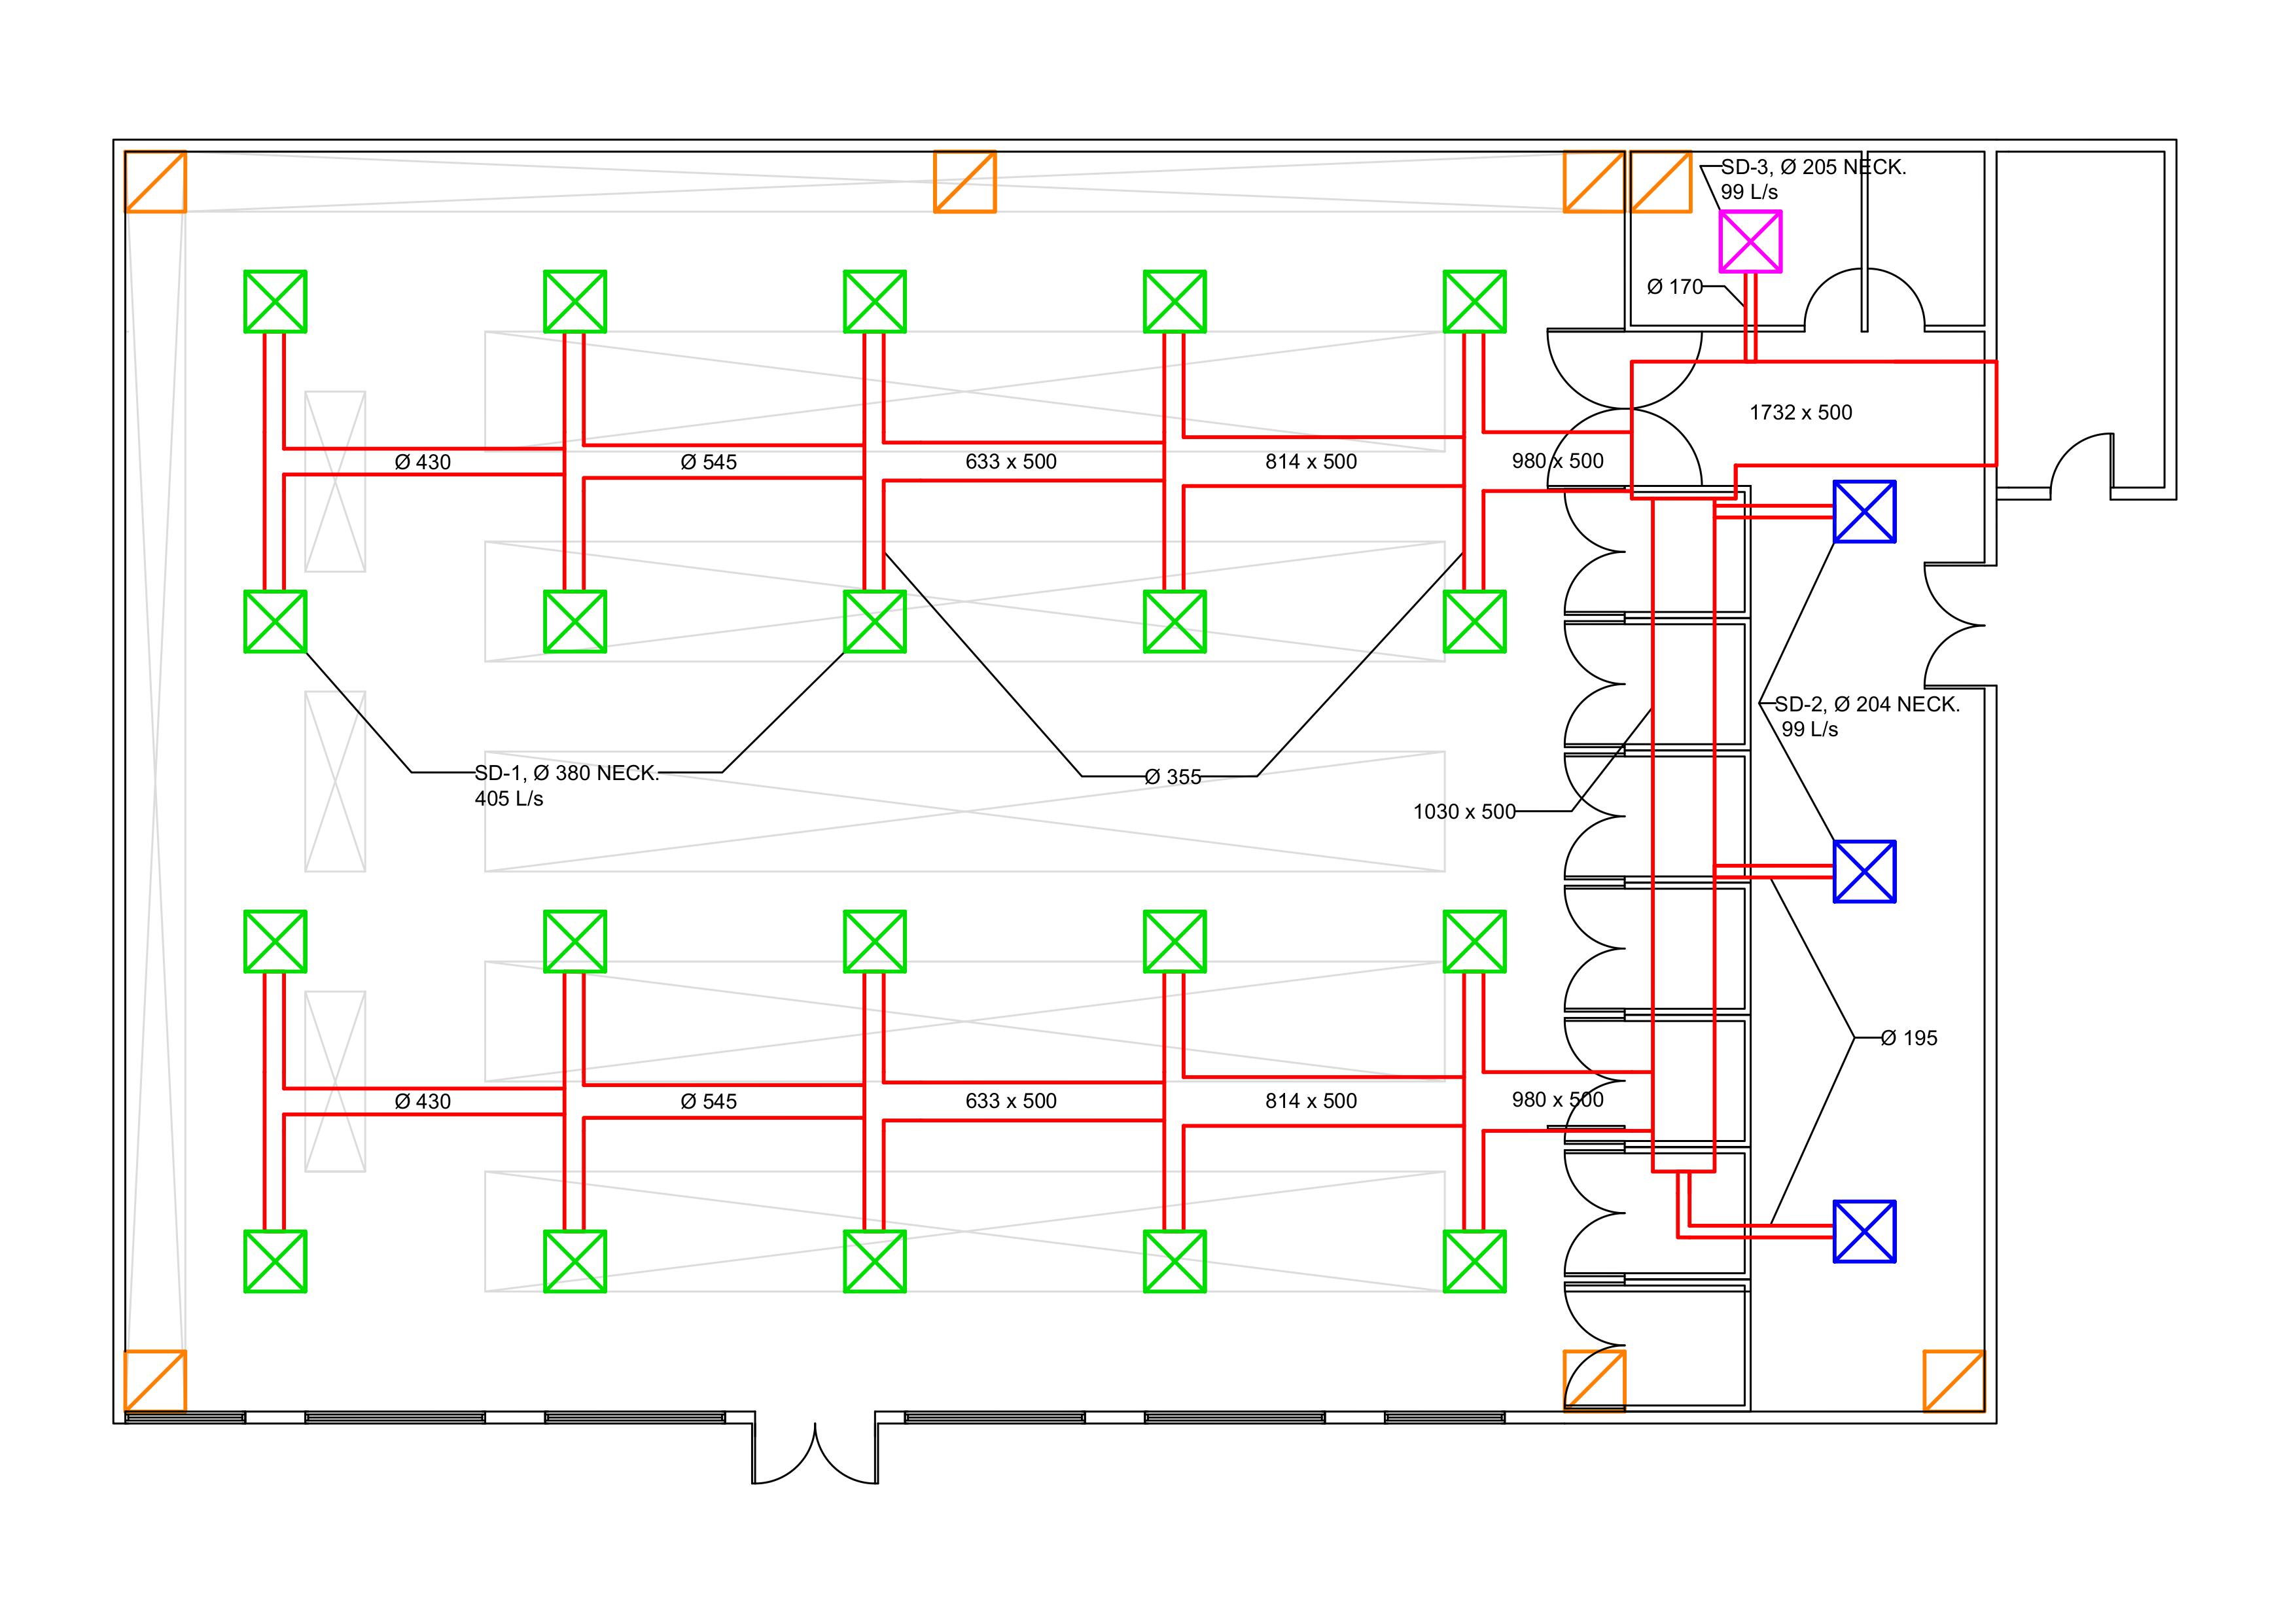 SD-3, Ø 205 NECK.
99 L/s
Ø 170
1732 x 500
Ø 430
Ø 545
633 x 500
814 x 500
980 x 500
SD-2, Ø 204 NECK.
99 L/s
SD-1, Ø 380 NECK.
405 L/s
Ø 355
1030 x 500
Ø 195
Ø 430
Ø 545
633 x 500
814 x 500
980 x 500